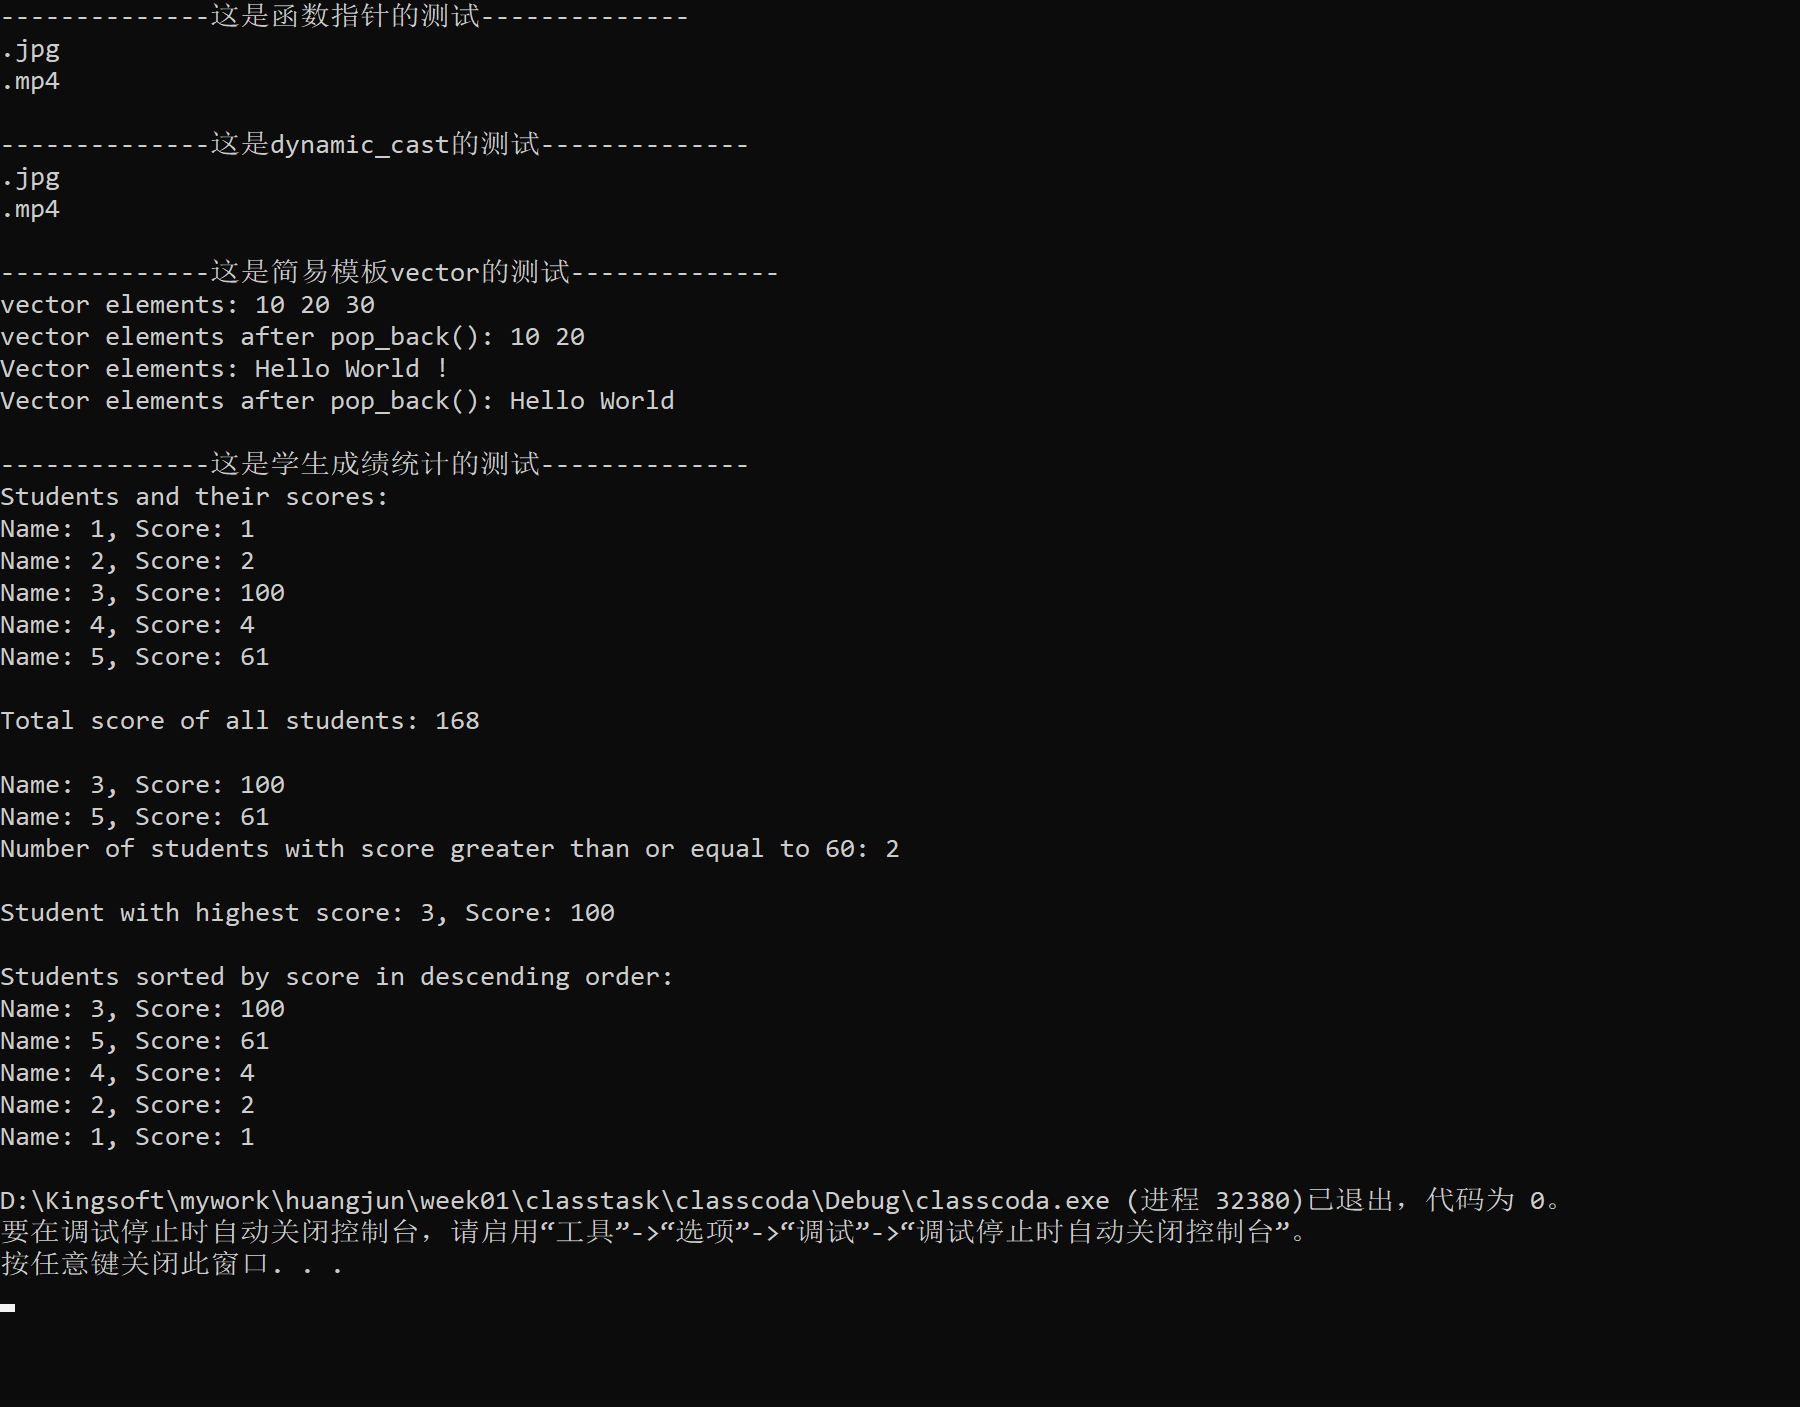 --------------这是函数指针的测试--------------
.jpg
.mp4
--------------这是dynamic_cast的测试--------------
.jpg
.mp4
--------------这是简易模板vector的测试--------------
vector elements: 10 20 30
vector elements after pop_back(): 10 20
Vector elements: Hello World !
Vector elements after pop_back(): Hello World
--------------这是学生成绩统计的测试--------------
Students and their scores:
Name: 1, Score: 1
Name: 2, Score: 2
Name: 3, Score: 100
Name: 4, Score: 4
Name: 5, Score: 61
Total score of all students: 168
Name: 3, Score: 100
Name: 5, Score: 61
Number of students with score greater than or equal to 60: 2
Student with highest score: 3, Score: 100
Students sorted by score in descending order:
Name: 3, Score: 100
Name: 5, Score: 61
Name: 4, Score: 4
Name: 2, Score: 2
Name: 1, Score: 1
D:\Kingsoft\mywork\huangjun\week01\classtask\classcoda\Debug\classcoda.exe (进程 32380)已退出，代码为 0。
要在调试停止时自动关闭控制台，请启用“工具”->“选项”->“调试”->“调试停止时自动关闭控制台”。
按任意键关闭此窗口. . .